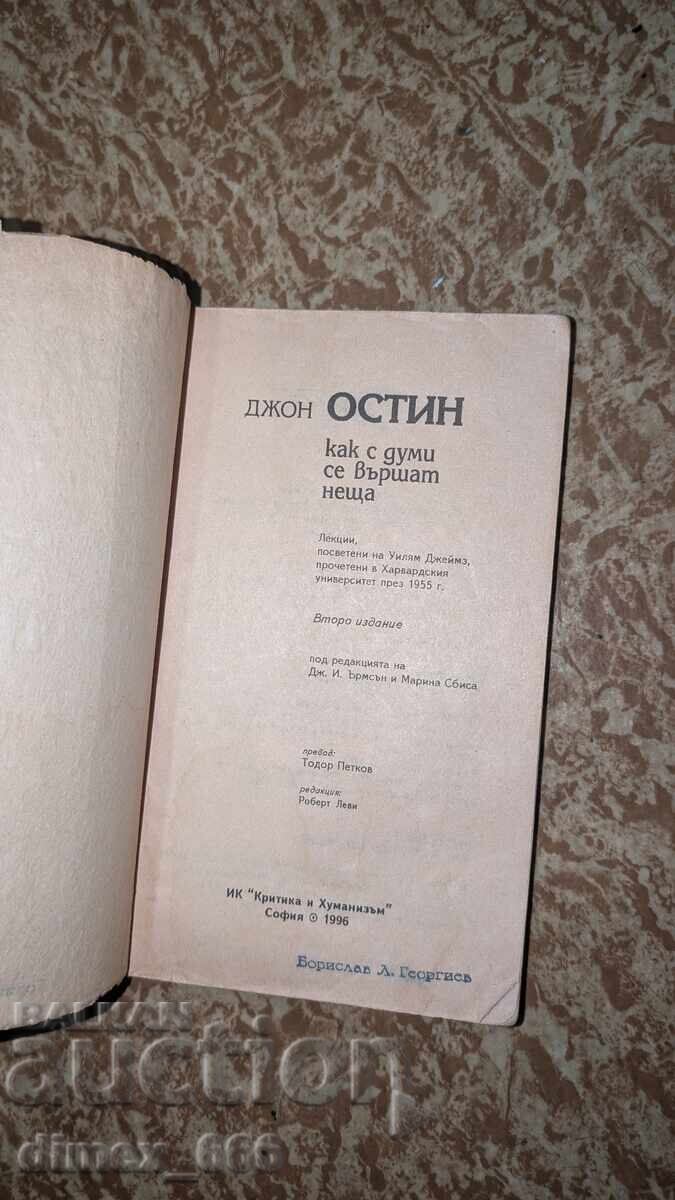 ДЖОН ОСТИН
как с думи
се вършат
неща
Лекции,
посветени на Уилям Джеймз,
прочетени в Харвардския
университет през 1955 г.
Второ издание
под редакцията на
Дж. И. Ърмсън и Марина Сбиса
превод:
Тодор Петков
редакция:
Роберт Леви
ИК "Критика и Хуманизъм"
София © 1996
Борислав Л. Георгиев
BALKAN
auction
dimex_666